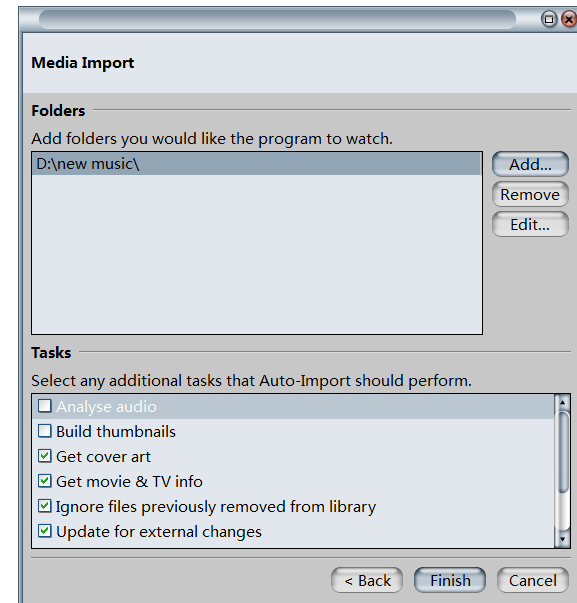 Media Import
Folders
Add folders you would like the program to watch.
D:\new music\
Add...
Remove
Edit...
Tasks
Select any additional tasks that Auto-Import should perform.
Analyse audio
Build thumbnails
Get cover art
Get movie & TV info
Ignore files previously removed from library
Update for external changes
< Back
Finish
Cancel